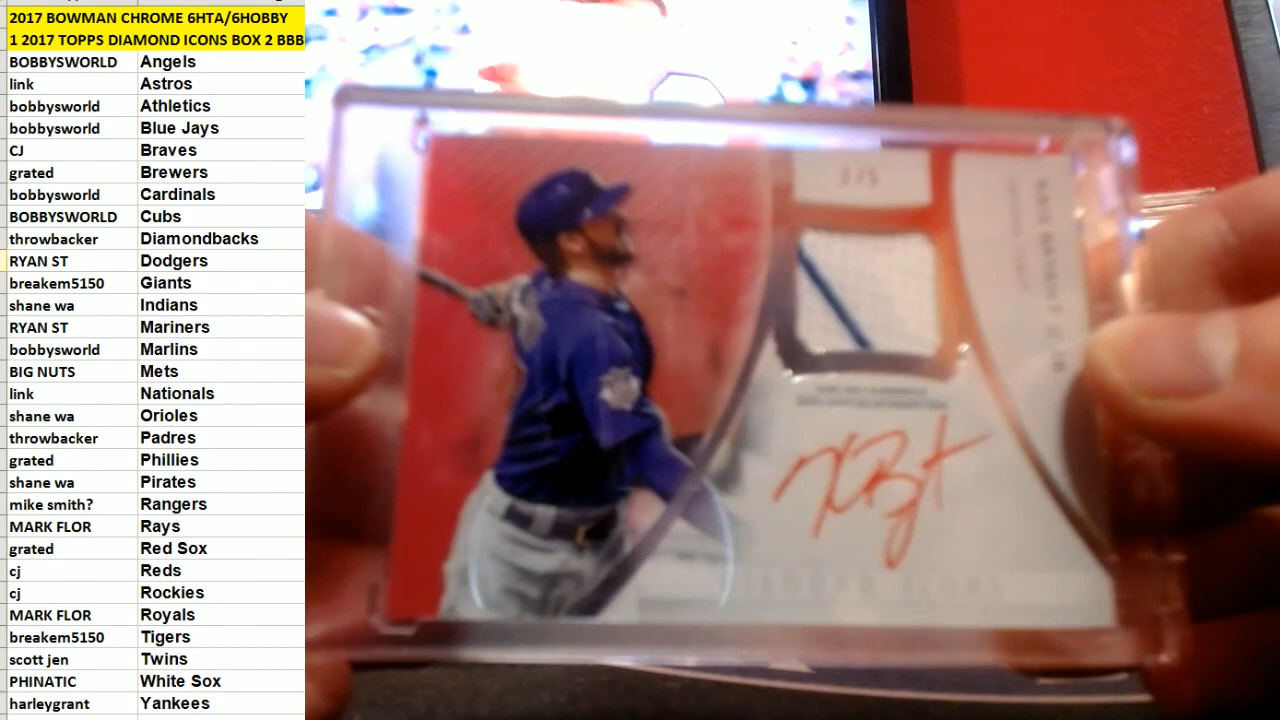 2017 BOWMAN CHROME 6HTA/6HOBBY
1 2017 TOPPS DIAMOND ICONS BOX 2 BBB
BOBBYSWORLD Angels
link Astros
bobbysworld Athletics
bobbysworld Blue Jays
CJ Braves
grated Brewers
bobbysworld Cardinals
BOBBYSWORLD Cubs
throwbacker Diamondbacks
RYAN ST Dodgers
breakem5150 Giants
shane wa Indians
RYAN ST Mariners
bobbysworld Marlins
BIG NUTS Mets
link Nationals
shane wa Orioles
throwbacker Padres
grated Phillies
shane wa Pirates
mike smith? Rangers
MARK FLOR Rays
grated Red Sox
cj Reds
cj Rockies
MARK FLOR Royals
breakem5150 Tigers
scott jen Twins
PHINATIC White Sox
harleygrant Yankees